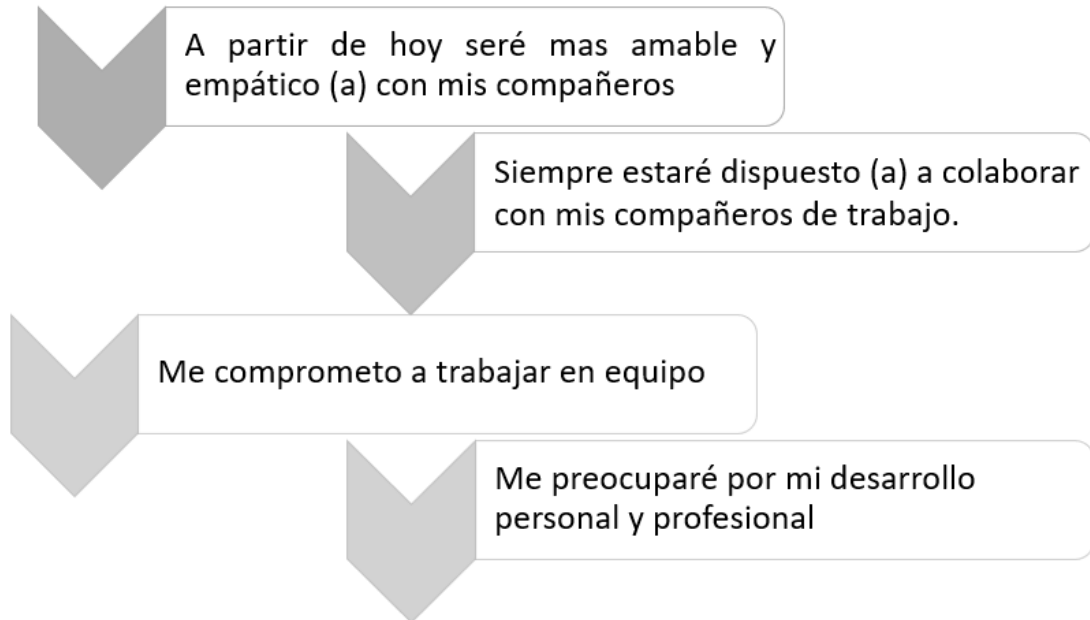 A partir de hoy seré mas amable y
empático (a) con mis compañeros
Siempre estaré dispuesto (a) a colaborar
con mis compañeros de trabajo.
Me comprometo a trabajar en equipo
Me preocuparé por mi desarrollo
personal y profesional